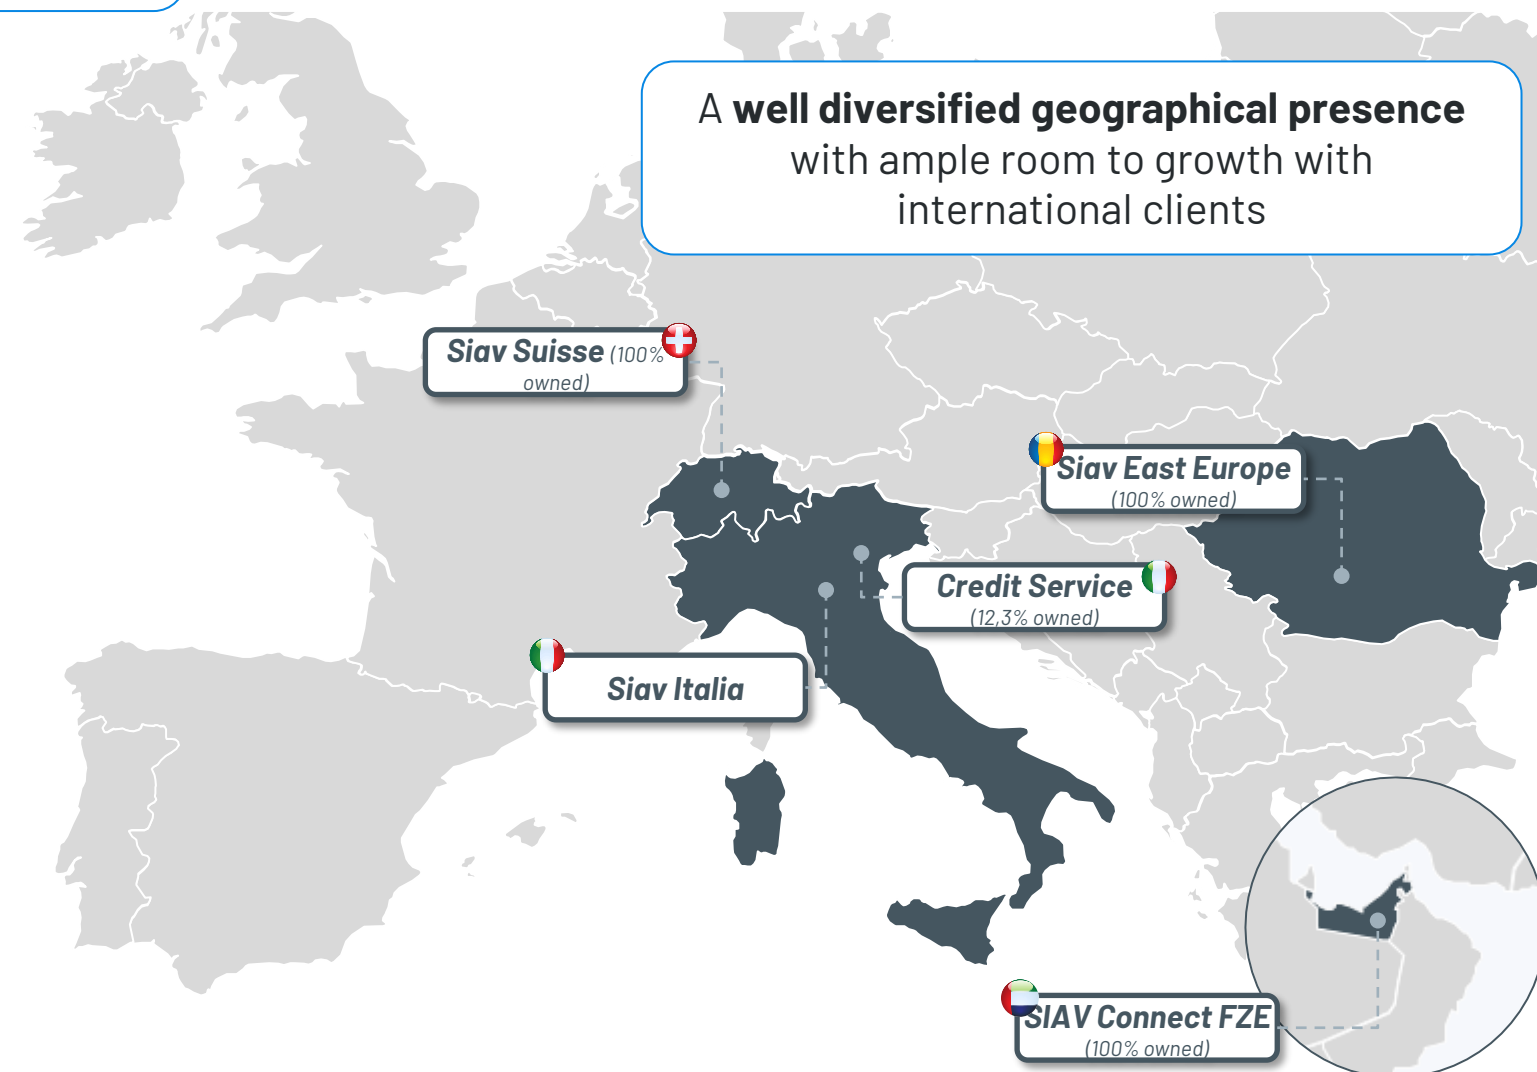 A well diversified geographical presence
with ample room to growth with
international clients
Siav Suisse (100%
owned)
Siav East Europe
(100% owned)
Credit Service
(12,3% owned)
Siav Italia
SIAV Connect FZE
(100% owned)